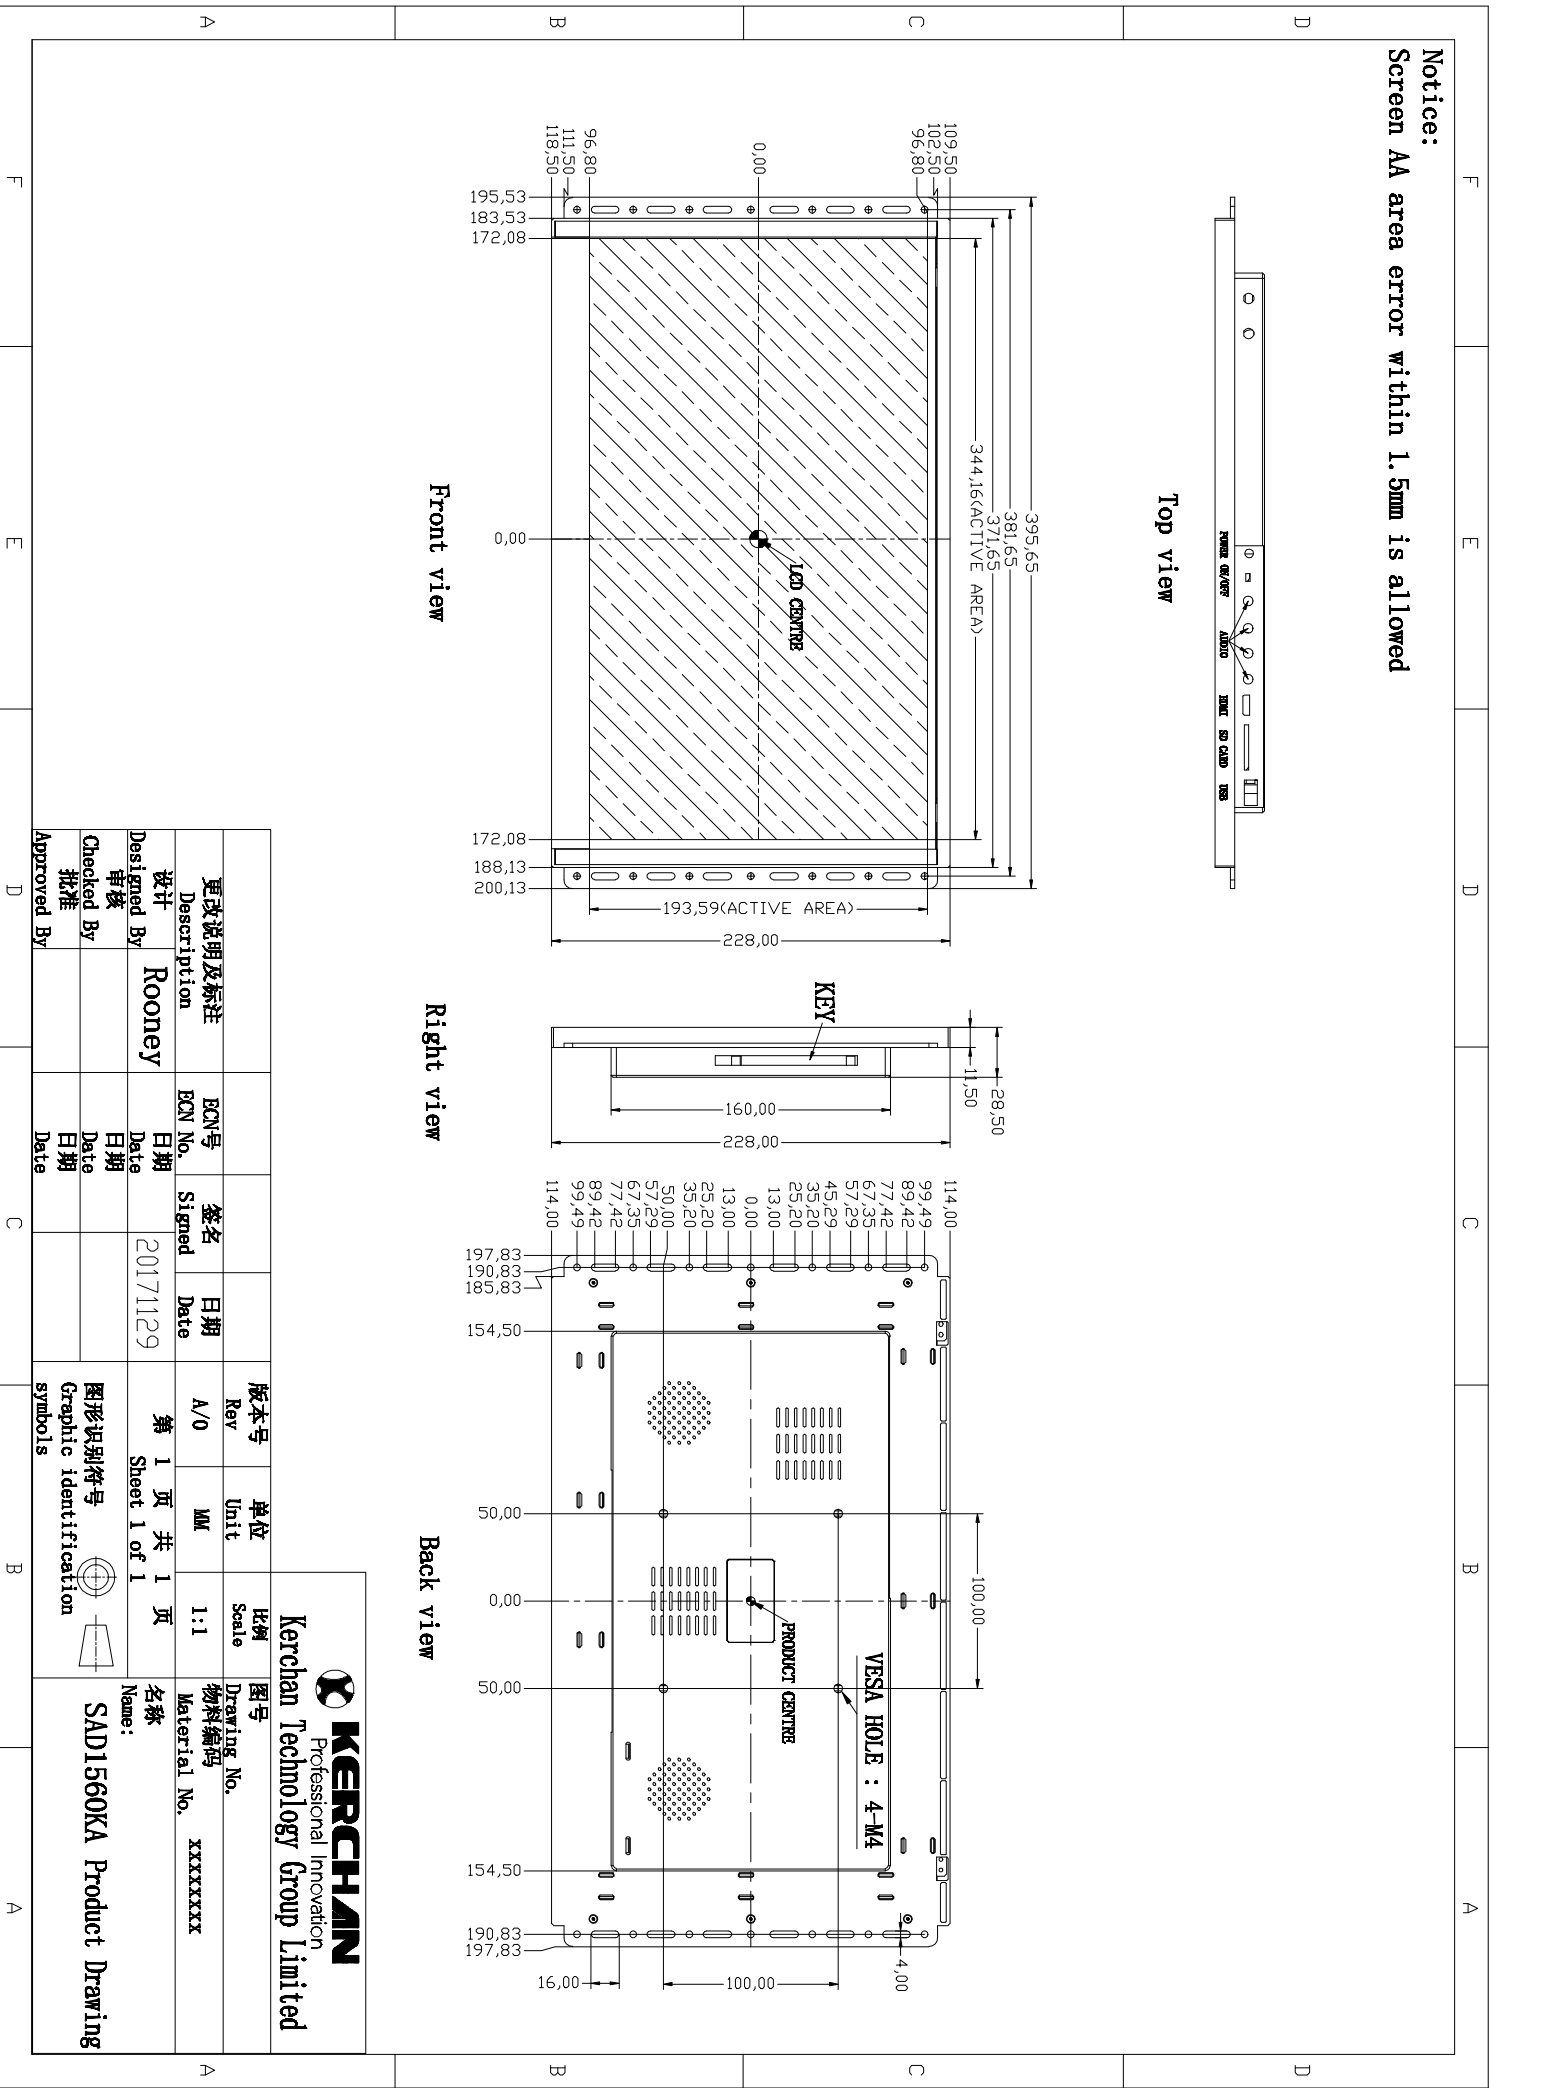 Notice:
Screen AA area error within 1.5mm is allowed
F
E
D
C
B
A
D
C
B
A
Top view
POWER ON/OFF
AUDIO
HDMI
SD CARD
USB
109,50
102,50
96,80
0,00
96,80
111,50
118,50
195,53
183,53
172,08
0,00
172,08
188,13
200,13
395,65
381,65
371,65
344,16(ACTIVE AREA)
LCD CENTRE
193,59(ACTIVE AREA)
228,00
Front view
KEY
28,50
11,50
160,00
228,00
Right view
114,00
99,49
89,42
77,42
67,35
57,29
45,29
35,20
25,20
13,00
0,00
13,00
25,20
35,20
50,00
57,29
67,35
77,42
89,42
99,49
114,00
197,83
190,83
185,83
154,50
50,00
0,00
50,00
154,50
190,83
197,83
100,00
PRODUCT CENTRE
VESA HOLE : 4-M4
4,00
100,00
16,00
Back view
KERCHAN
Professional Innovation
Kerchan Technology Group Limited
更改说明及标注
Description
ECN号
ECN No.
签名
Signed
日期
Date
版本号
Rev
单位
Unit
比例
Scale
图号
Drawing No.
A/0
MM
1:1
物料编码
Material No.
xxxxxxxx
设计
Designed By
Rooney
日期
Date
20171129
第 1 页 共 1 页
Sheet 1 of 1
名称
Name:
SAD1560KA Product Drawing
审核
Checked By
日期
Date
批准
Approved By
日期
Date
图形识别符号
Graphic identification
symbols
F
E
D
C
B
A
D
C
B
A